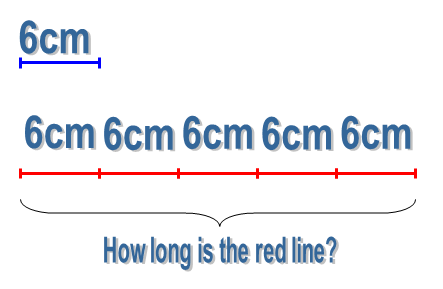 6cm
6cm 6cm 6cm 6cm 6cm
How long is the red line?